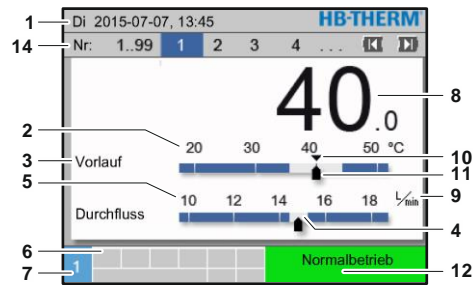 1 Di 2015-07-07, 13:45 HB-THERM
14 Nr: 1..99 1 2 3 4 ...
40.0 8
2 20 30 40 50 °C 10
3 Vorlauf 11
5 10 12 14 16 18 L/min 9
Durchfluss 4
6 Normalbetrieb
7 1 12